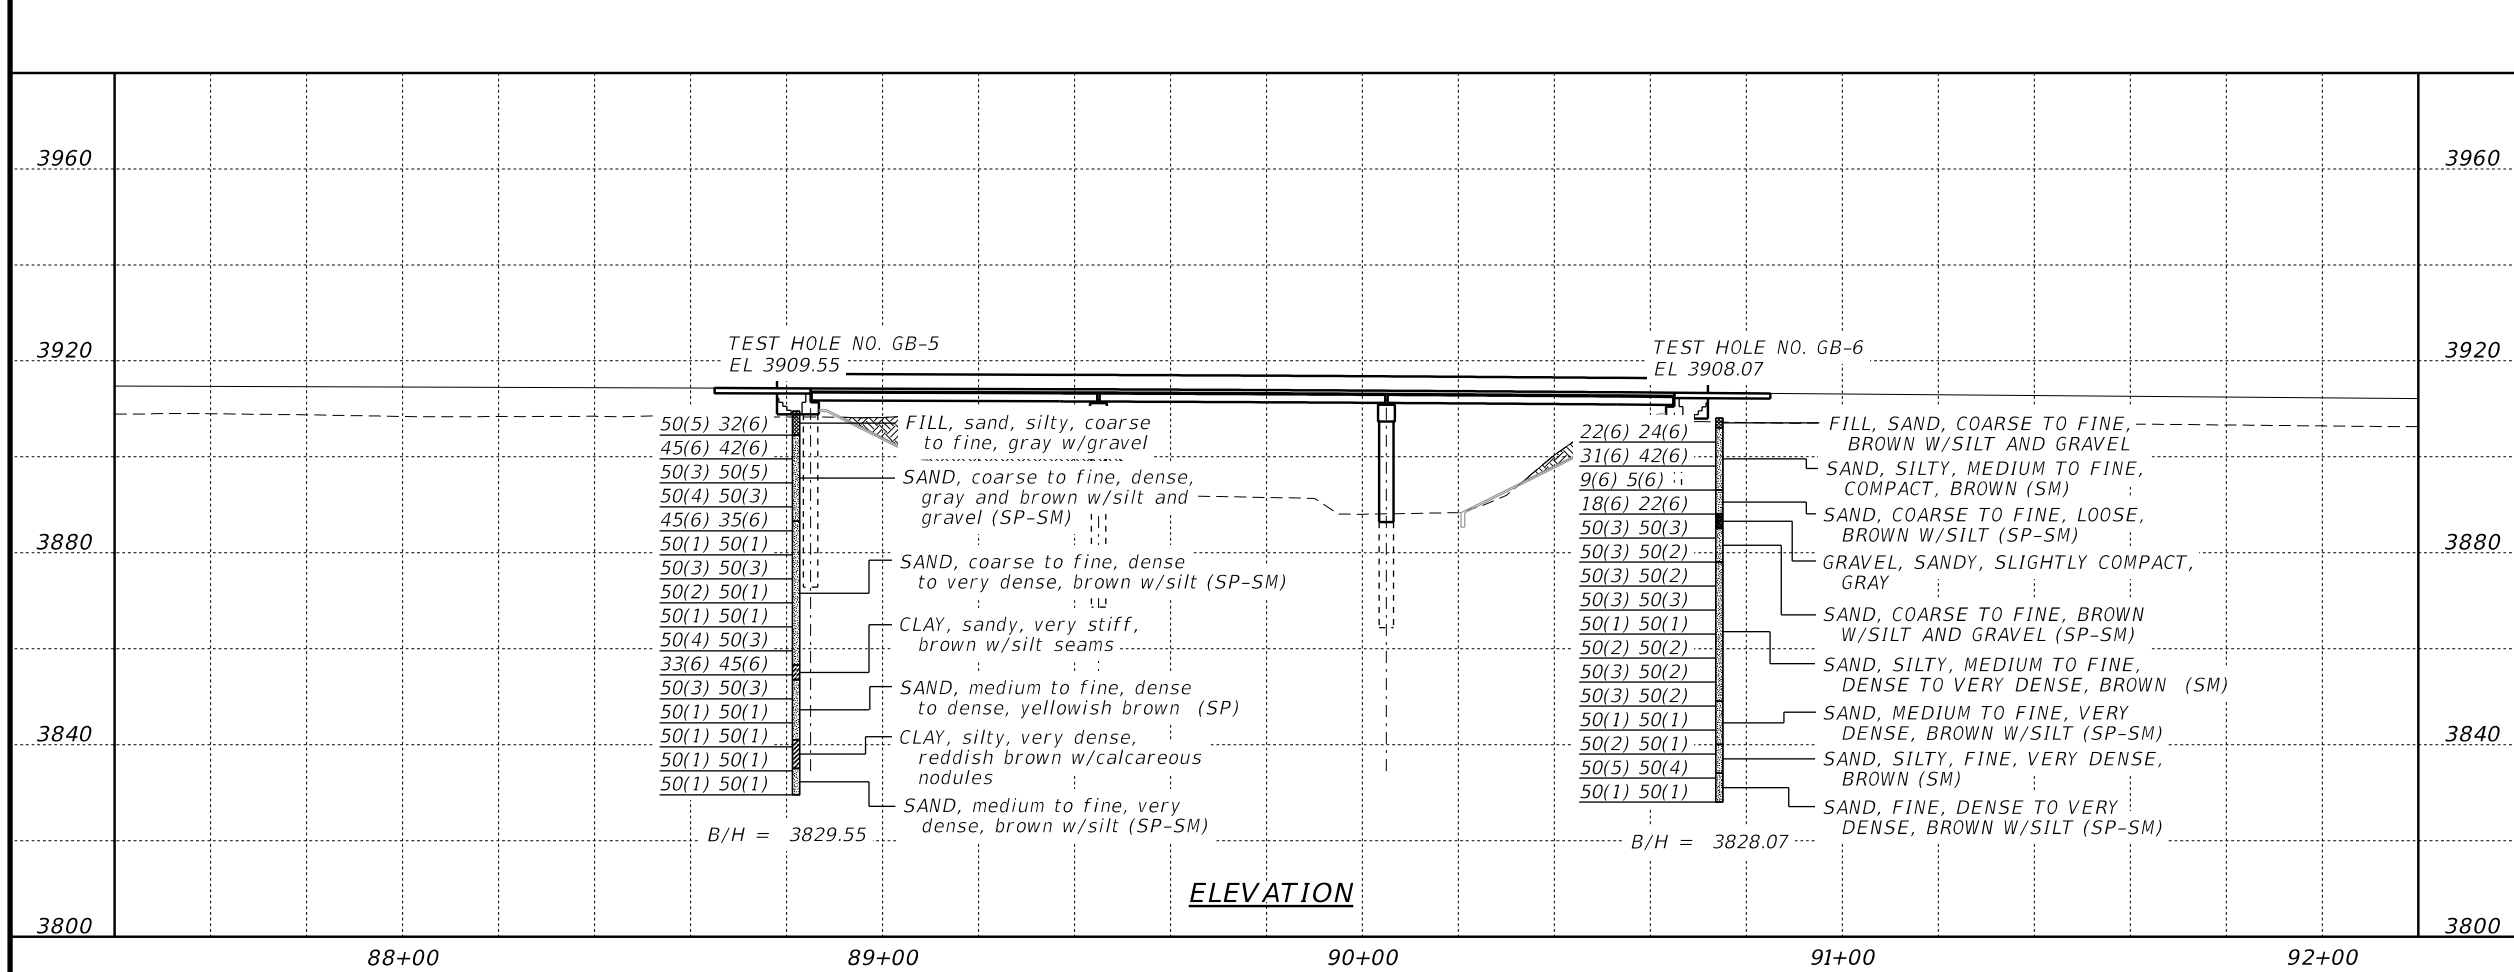 3960
3960
TEST HOLE NO. GB-5
EL 3909.55
TEST HOLE NO. GB-6
EL 3908.07
3920
3920
50(5) 32(6)
45(6) 42(6)
50(3) 50(5)
50(4) 50(3)
45(6) 35(6)
50(1) 50(1)
50(3) 50(3)
50(2) 50(1)
50(1) 50(1)
50(4) 50(3)
33(6) 45(6)
50(3) 50(3)
50(1) 50(1)
50(1) 50(1)
50(1) 50(1)
50(1) 50(1)
B/H = 3829.55
FILL, sand, silty, coarse
to fine, gray w/gravel
SAND, coarse to fine, dense,
gray and brown w/silt and
gravel (SP-SM)
SAND, coarse to fine, dense
to very dense, brown w/silt (SP-SM)
CLAY, sandy, very stiff,
brown w/silt seams
SAND, medium to fine, dense
to dense, yellowish brown (SP)
CLAY, silty, very dense,
reddish brown w/calcareous
nodules
SAND, medium to fine, very
dense, brown w/silt (SP-SM)
22(6) 24(6)
31(6) 42(6)
9(6) 5(6)
18(6) 22(6)
50(3) 50(3)
50(3) 50(2)
50(3) 50(2)
50(3) 50(3)
50(1) 50(1)
50(2) 50(2)
50(3) 50(2)
50(3) 50(2)
50(1) 50(1)
50(2) 50(1)
50(5) 50(4)
50(1) 50(1)
B/H = 3828.07
FILL, SAND, COARSE TO FINE,
BROWN W/SILT AND GRAVEL
SAND, SILTY, MEDIUM TO FINE,
COMPACT, BROWN (SM)
SAND, COARSE TO FINE, LOOSE,
BROWN W/SILT (SP-SM)
GRAVEL, SANDY, SLIGHTLY COMPACT,
GRAY
SAND, COARSE TO FINE, BROWN
W/SILT AND GRAVEL (SP-SM)
SAND, SILTY, MEDIUM TO FINE,
DENSE TO VERY DENSE, BROWN (SM)
SAND, MEDIUM TO FINE, VERY
DENSE, BROWN W/SILT (SP-SM)
SAND, SILTY, FINE, VERY DENSE,
BROWN (SM)
SAND, FINE, DENSE TO VERY
DENSE, BROWN W/SILT (SP-SM)
3880
3880
3840
3840
ELEVATION
3800
3800
88+00
89+00
90+00
91+00
92+00